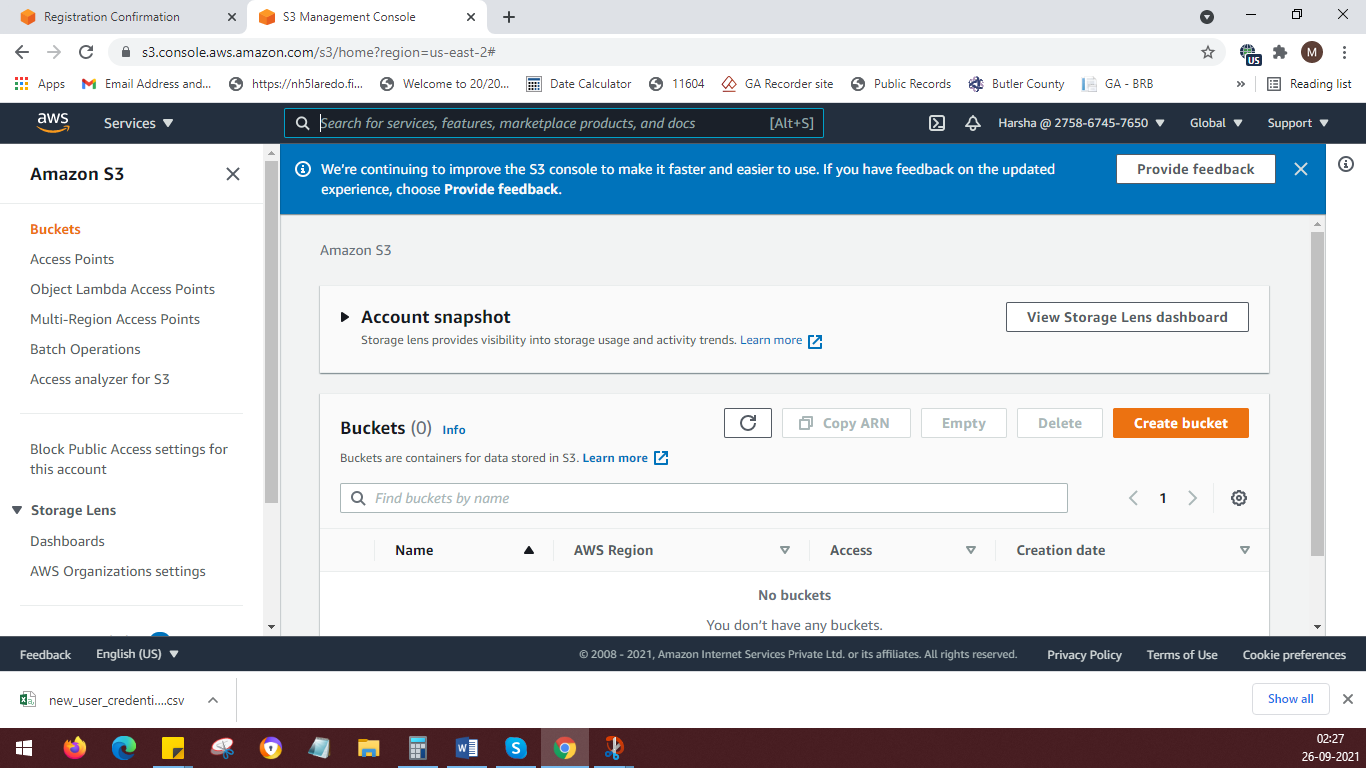 Registration Confirmation
S3 Management Console
s3.console.aws.amazon.com/s3/home?region=us-east-2#
US
M
Apps
Email Address and...
https://nh5laredo.fi...
Welcome to 20/20...
Date Calculator
11604
GA Recorder site
Public Records
Butler County
GA - BRB
Reading list
aws
Services
Search for services, features, marketplace products, and docs
[Alt+S]
Harsha @ 2758-6745-7650
Global
Support
Amazon S3
Buckets
Access Points
Object Lambda Access Points
Multi-Region Access Points
Batch Operations
Access analyzer for S3
Block Public Access settings for
this account
Storage Lens
Dashboards
AWS Organizations settings
We're continuing to improve the S3 console to make it faster and easier to use. If you have feedback on the updated
experience, choose Provide feedback.
Provide feedback
Amazon S3
Account snapshot
Storage lens provides visibility into storage usage and activity trends. Learn more
View Storage Lens dashboard
Buckets (0) Info
Buckets are containers for data stored in S3. Learn more
Copy ARN
Empty
Delete
Create bucket
Find buckets by name
1
Name
AWS Region
Access
Creation date
No buckets
You don't have any buckets.
Feedback
English (US)
© 2008 - 2021, Amazon Internet Services Private Ltd. or its affiliates. All rights reserved.
Privacy Policy
Terms of Use
Cookie preferences
new_user_credenti....csv
Show all
02:27
26-09-2021